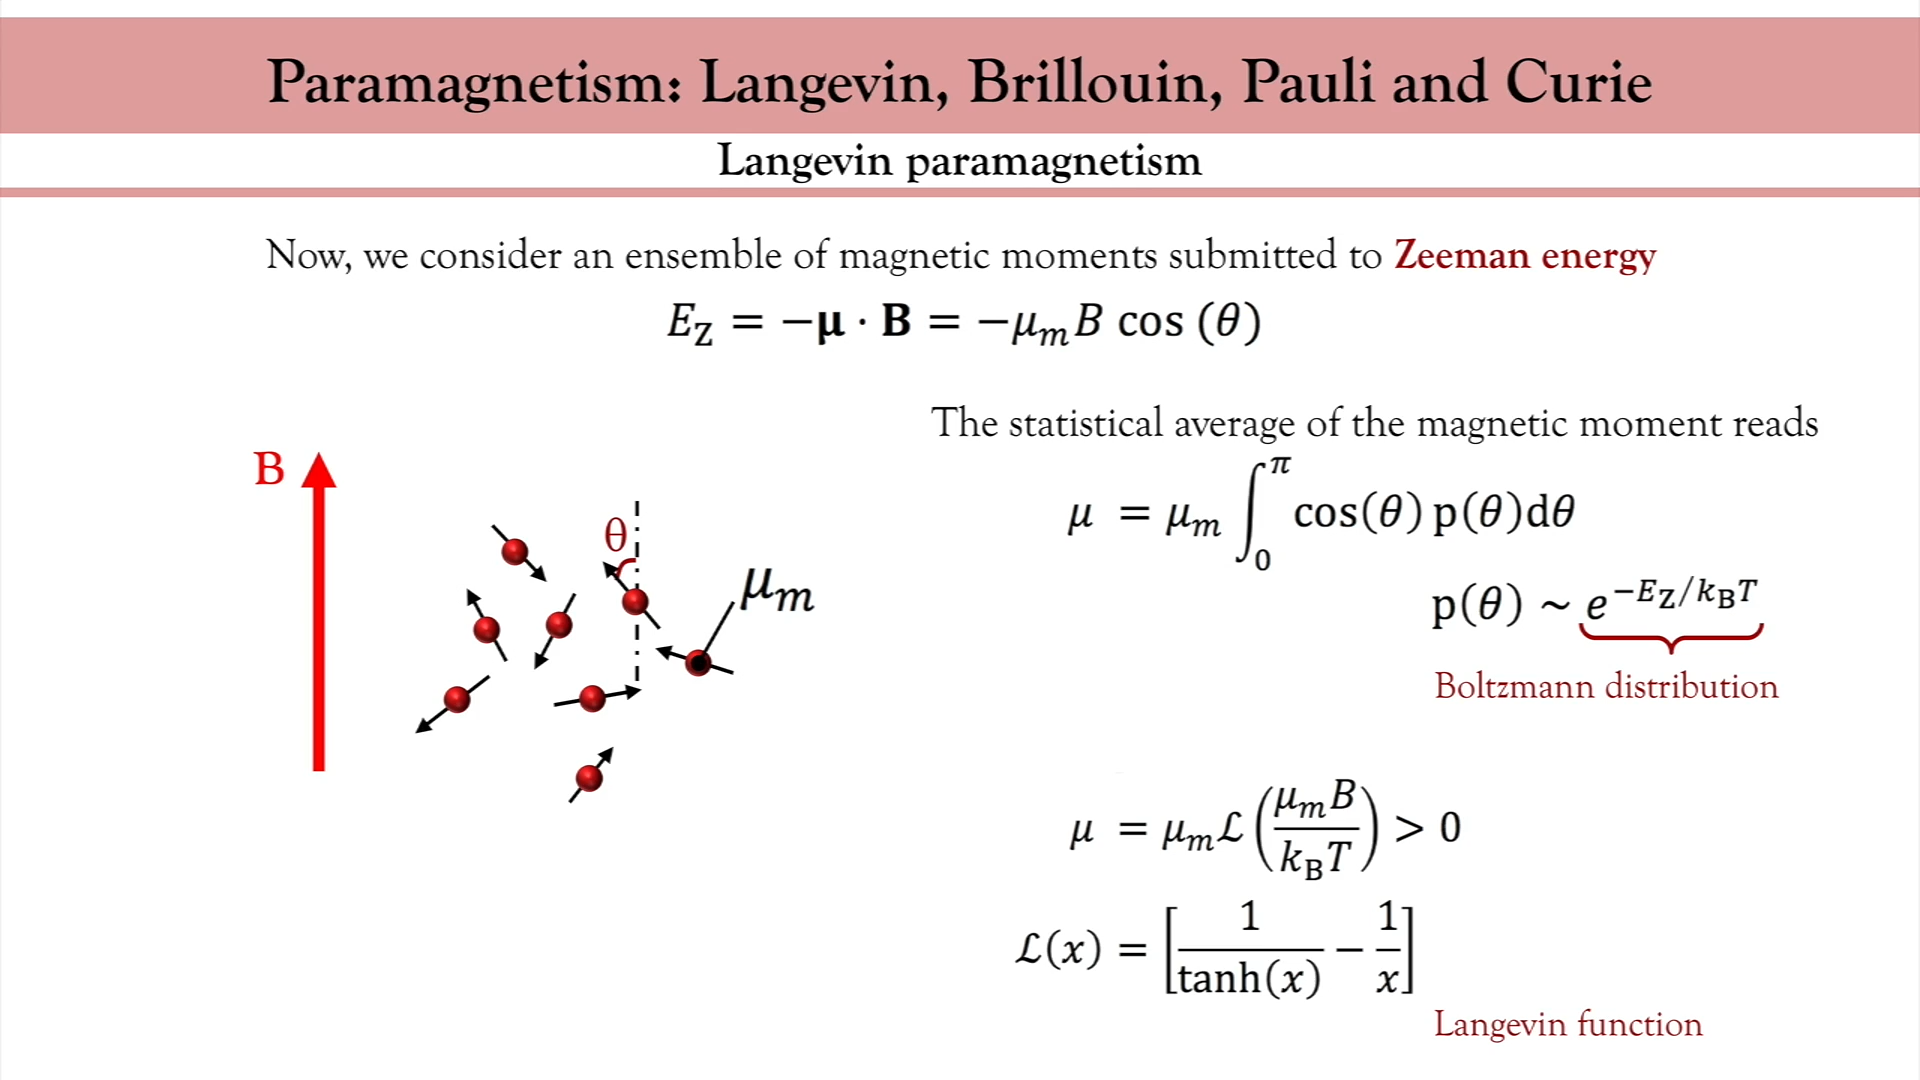 Paramagnetism: Langevin, Brillouin, Pauli and Curie
Langevin paramagnetism
Now, we consider an ensemble of magnetic moments submitted to Zeeman energy
E_Z = −𝛍 · 𝐁 = −μ_m B cos (θ)
The statistical average of the magnetic moment reads
μ = μ_m ∫_0^π cos(θ) p(θ)dθ
p(θ) ~ e^{−E_Z/k_B T}
Boltzmann distribution
B
θ
μ_m
μ = μ_m ℒ (μ_m B / k_B T) > 0
ℒ(x) = [1/tanh(x) − 1/x]
Langevin function